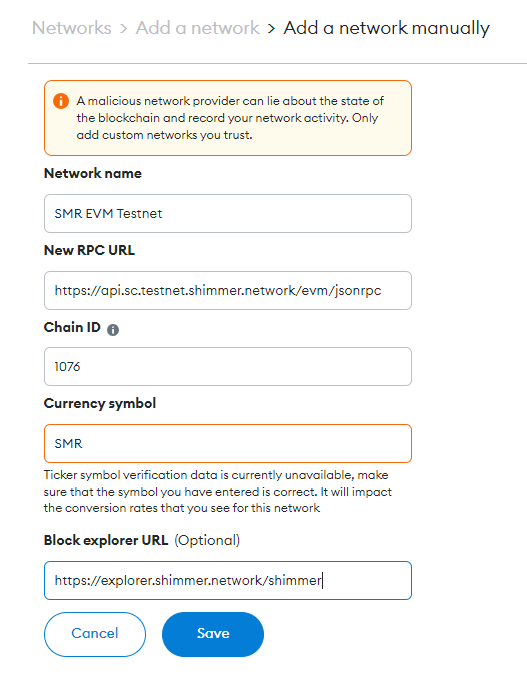 Networks > Add a network > Add a network manually
A malicious network provider can lie about the state of
the blockchain and record your network activity. Only
add custom networks you trust.
Network name
SMR EVM Testnet
New RPC URL
https://api.sc.testnet.shimmer.network/evm/jsonrpc
Chain ID
1076
Currency symbol
SMR
Ticker symbol verification data is currently unavailable, make
sure that the symbol you have entered is correct. It will impact
the conversion rates that you see for this network
Block explorer URL (Optional)
https://explorer.shimmer.network/shimmer
Cancel Save